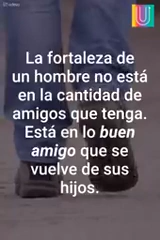 U
La fortaleza de
un hombre no está
en la cantidad de
amigos que tenga.
Está en lo buen
amigo que se
vuelve de sus
hijos.